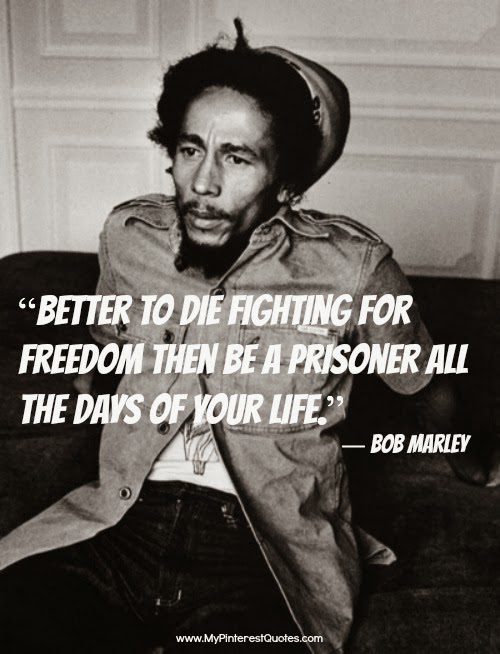 “BETTER TO DIE FIGHTING FOR
FREEDOM THEN BE A PRISONER ALL
THE DAYS OF YOUR LIFE.”
— BOB MARLEY
www.MyPinterestQuotes.com